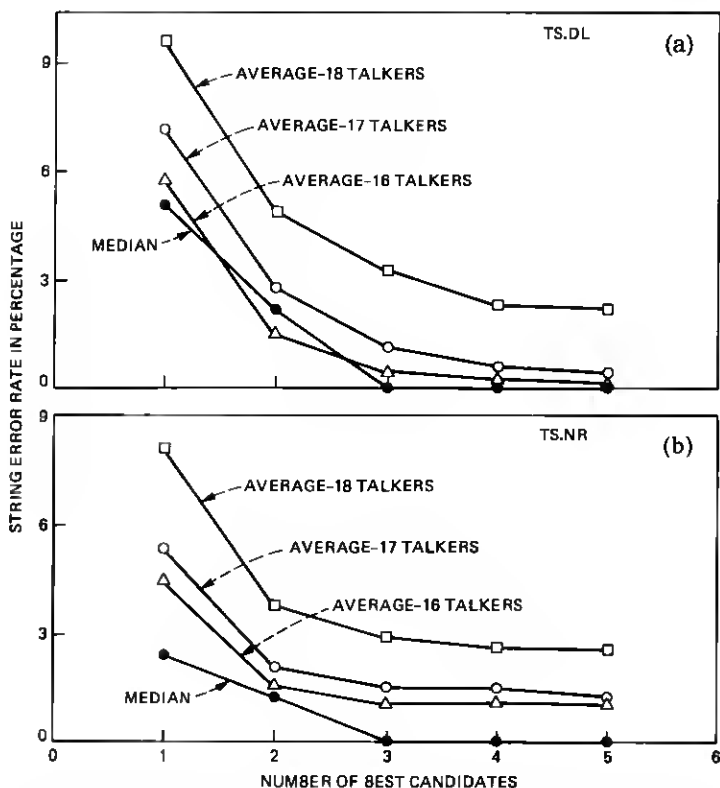 TS.DL
(a)
9
AVERAGE-18 TALKERS
AVERAGE-17 TALKERS
6
AVERAGE-16 TALKERS
MEDIAN
3
0
STRING ERROR RATE IN PERCENTAGE
9
TS.NR
(b)
AVERAGE-18 TALKERS
6
AVERAGE-17 TALKERS
AVERAGE-16 TALKERS
3
MEDIAN
0
0 1 2 3 4 5 6
NUM8ER OF 8EST CANDIDATES